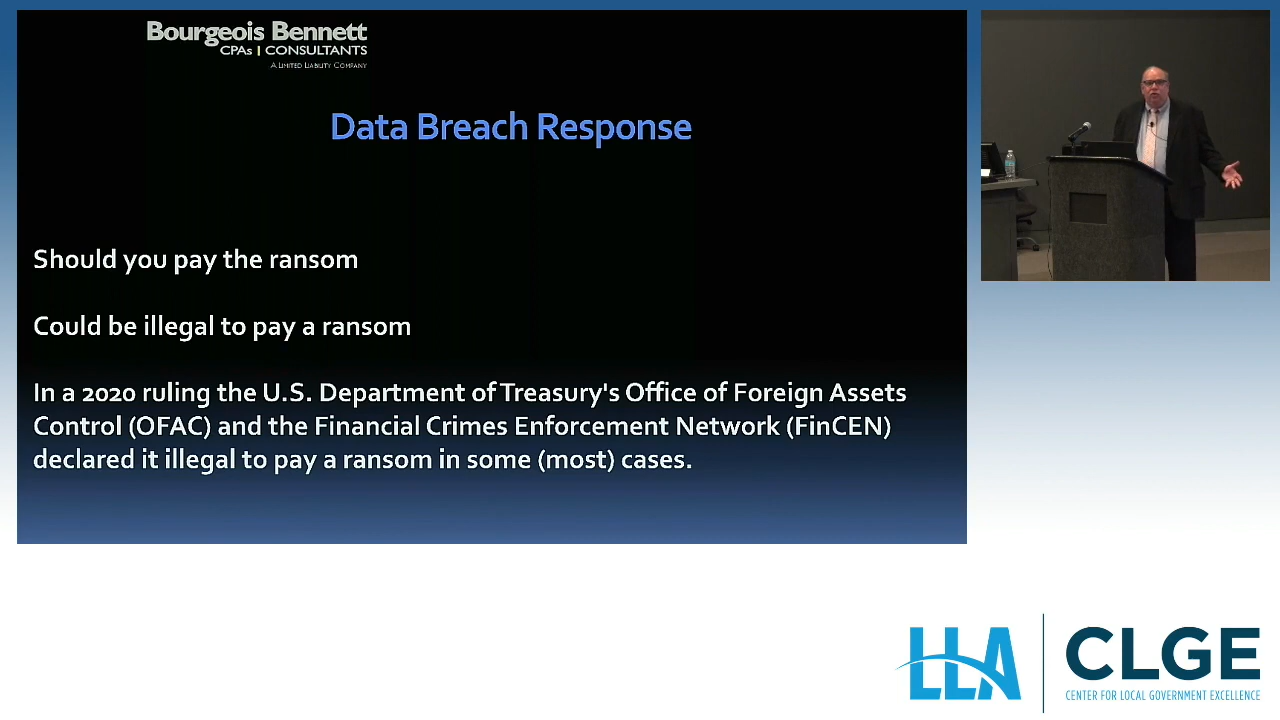 Bourgeois Bennett
CPAs | CONSULTANTS
A LIMITED LIABILITY COMPANY
Data Breach Response
Should you pay the ransom
Could be illegal to pay a ransom
In a 2020 ruling the U.S. Department of Treasury's Office of Foreign Assets
Control (OFAC) and the Financial Crimes Enforcement Network (FinCEN)
declared it illegal to pay a ransom in some (most) cases.
LLA
CLGE
CENTER FOR LOCAL GOVERNMENT EXCELLENCE